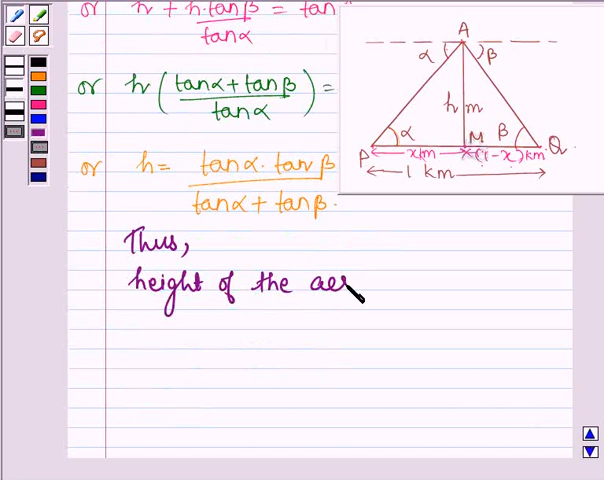 or h + h.tanβ / tanα = tan
or h ( tanα + tanβ / tanα ) =
or h = tanα . tanβ / tanα + tanβ .
Thus,
height of the aer
A
α β
h m
α M β
P x km (1-x) km Q
1 km